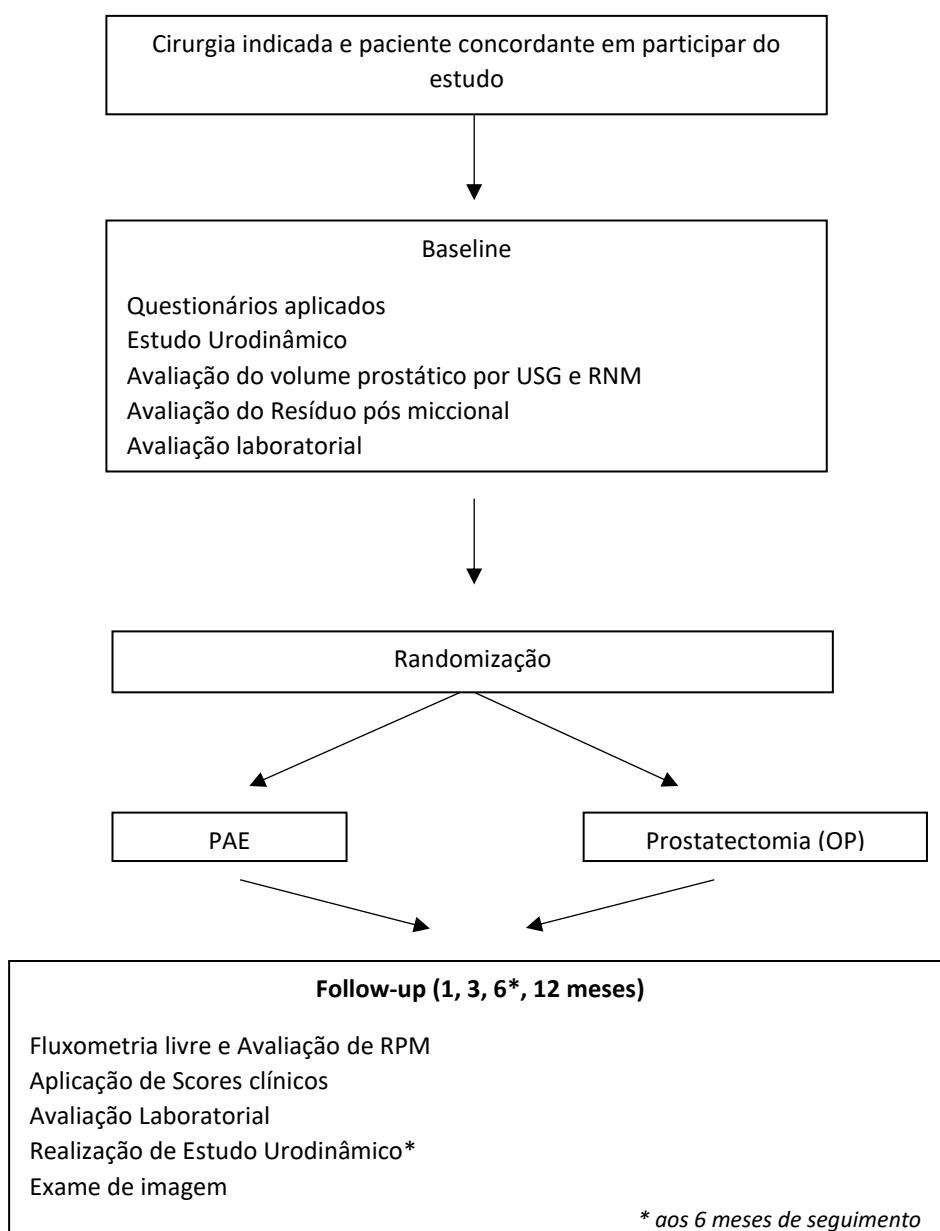 Cirurgia indicada e paciente concordante em participar do
estudo
Baseline
Questionários aplicados
Estudo Urodinâmico
Avaliação do volume prostático por USG e RNM
Avaliação do Resíduo pós miccional
Avaliação laboratorial
Randomização
PAE
Prostatectomia (OP)
Follow-up (1, 3, 6*, 12 meses)
Fluxometria livre e Avaliação de RPM
Aplicação de Scores clínicos
Avaliação Laboratorial
Realização de Estudo Urodinâmico*
Exame de imagem
* aos 6 meses de seguimento